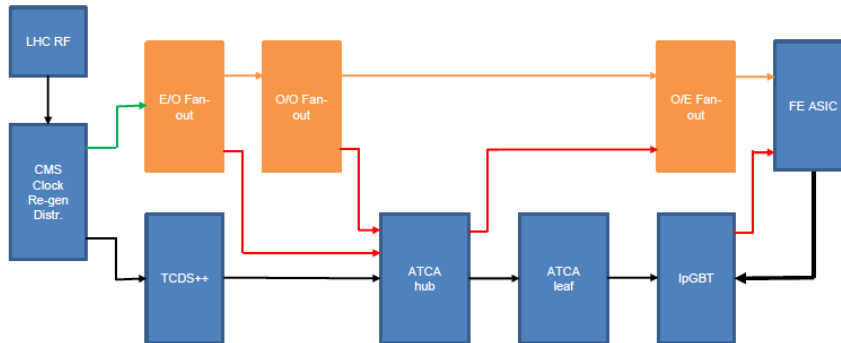 LHC RF
E/O Fan-
out
O/O Fan-
out
O/E Fan-
out
FE ASIC
CMS
Clock
Re-gen
Distr.
TCDS++
ATCA
hub
ATCA
leaf
lpGBT